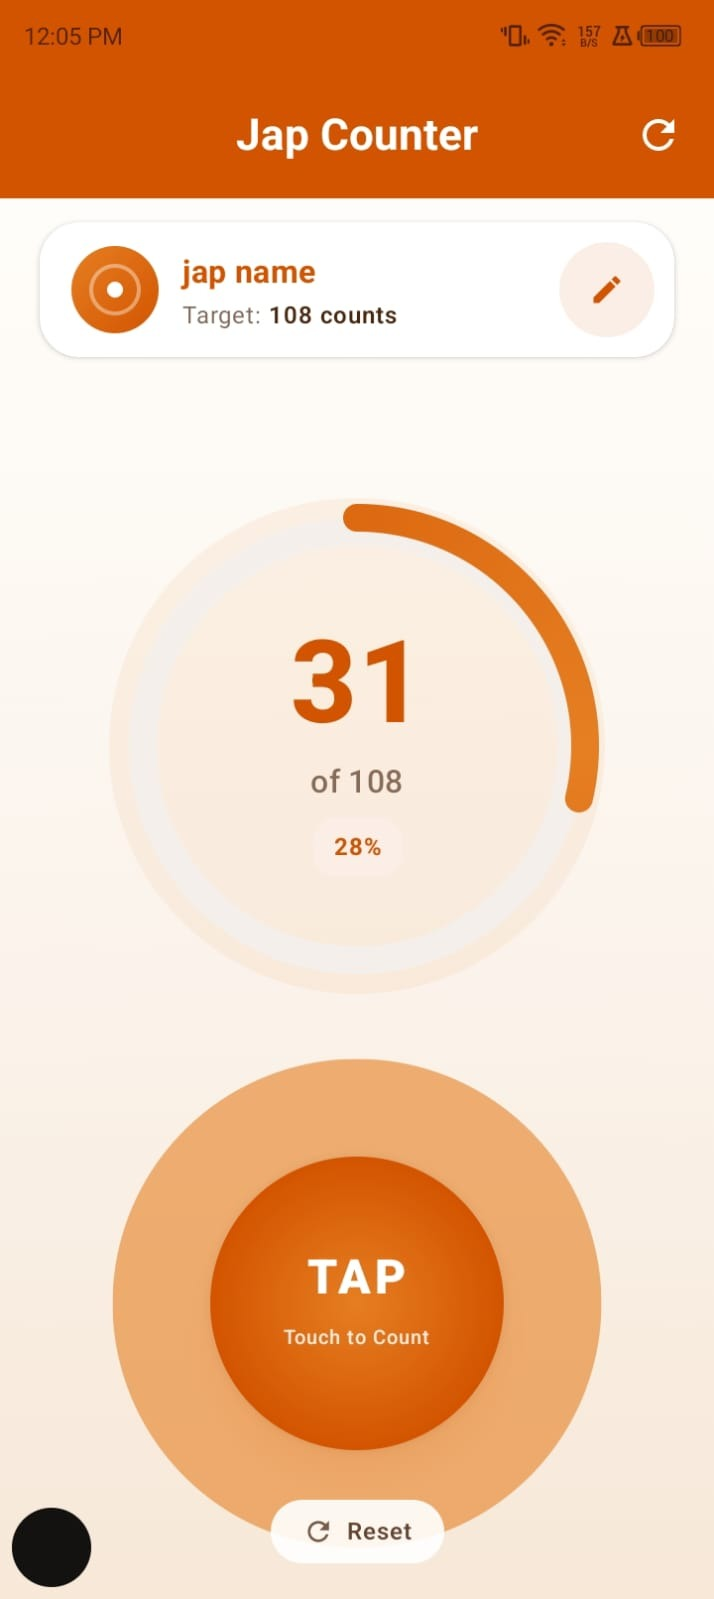 12:05 PM 157 B/S 100
Jap Counter
jap name
Target: 108 counts
31
of 108
28%
TAP
Touch to Count
Reset